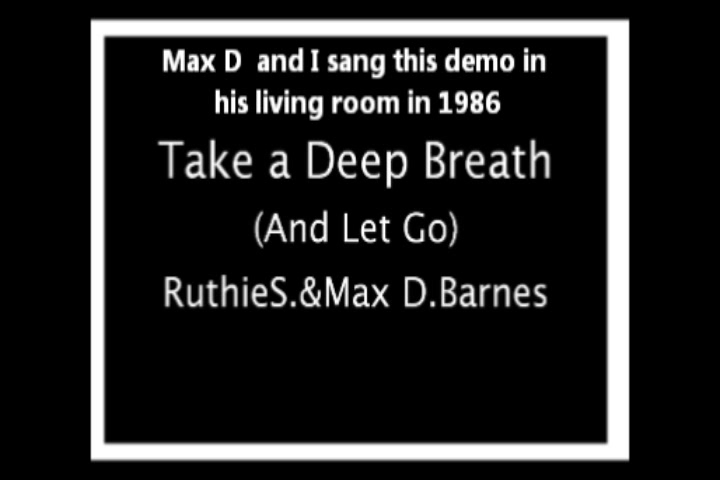 Max D  and I sang this demo in
his living room in 1986
Take a Deep Breath
(And Let Go)
RuthieS.&Max D.Barnes